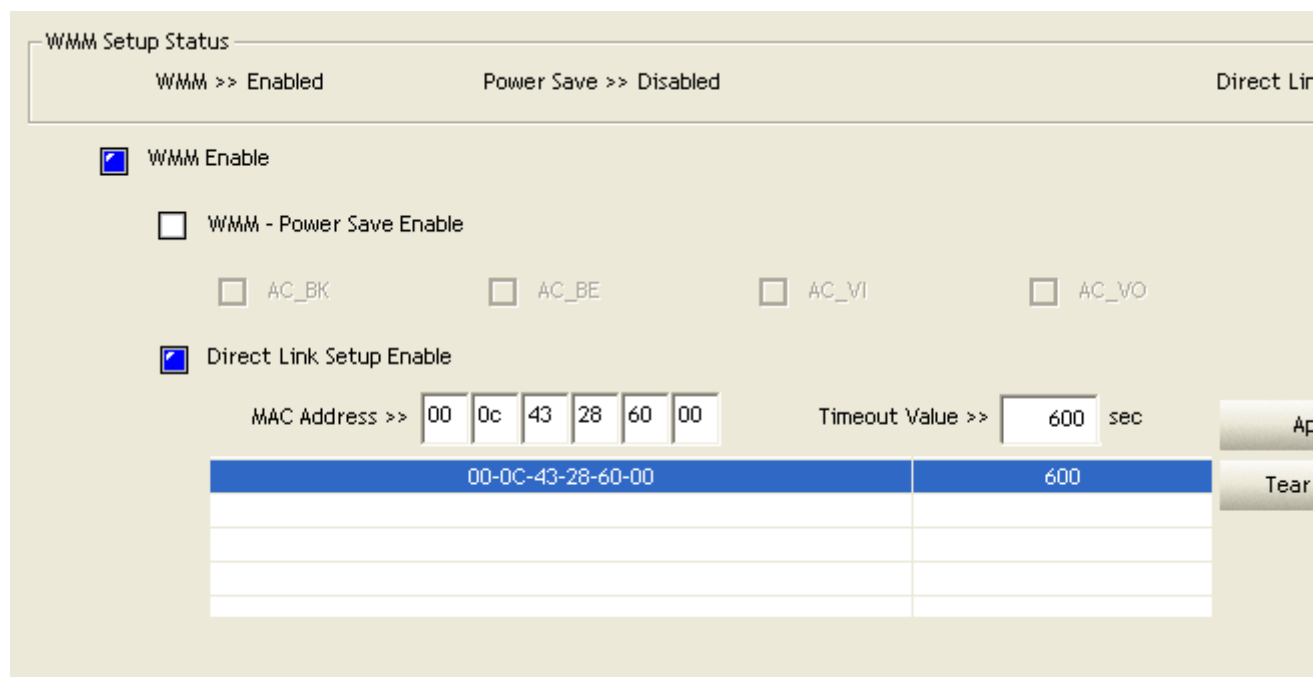 WMM Setup Status
WMM >> Enabled Power Save >> Disabled Direct
WMM Enable
WMM - Power Save Enable
AC_BK AC_BE AC_VI AC_VO
Direct Link Setup Enable
MAC Address >> 00 0c 43 28 60 00 Timeout Value >> 600 sec
00-0C-43-28-60-00 600
Tear